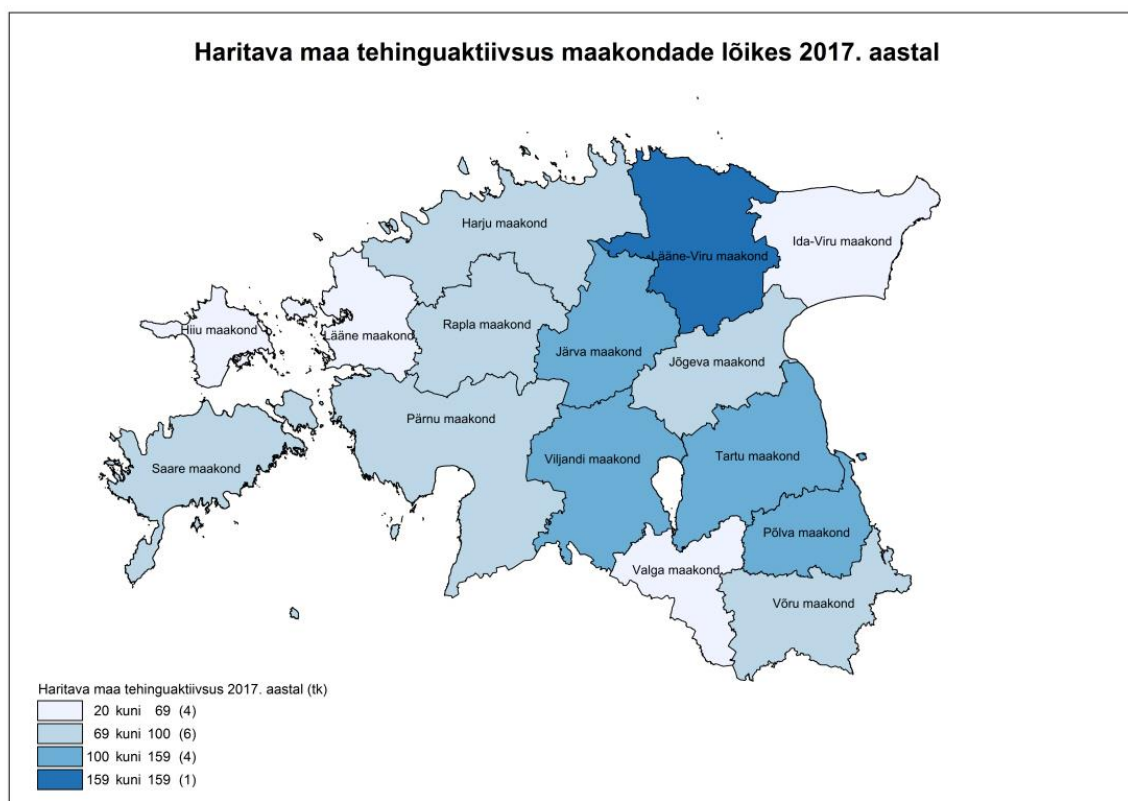 Haritava maa tehinguaktiivsus maakondade lõikes 2017. aastal
Harju maakond
Ida-Viru maakond
Lääne-Viru maakond
Hiiu maakond
Lääne maakond
Rapla maakond
Järva maakond
Jõgeva maakond
Pärnu maakond
Saare maakond
Viljandi maakond
Tartu maakond
Põlva maakond
Valga maakond
Võru maakond
Haritava maa tehinguaktiivsus 2017. aastal (tk)
20 kuni 69 (4)
69 kuni 100 (6)
100 kuni 159 (4)
159 kuni 159 (1)